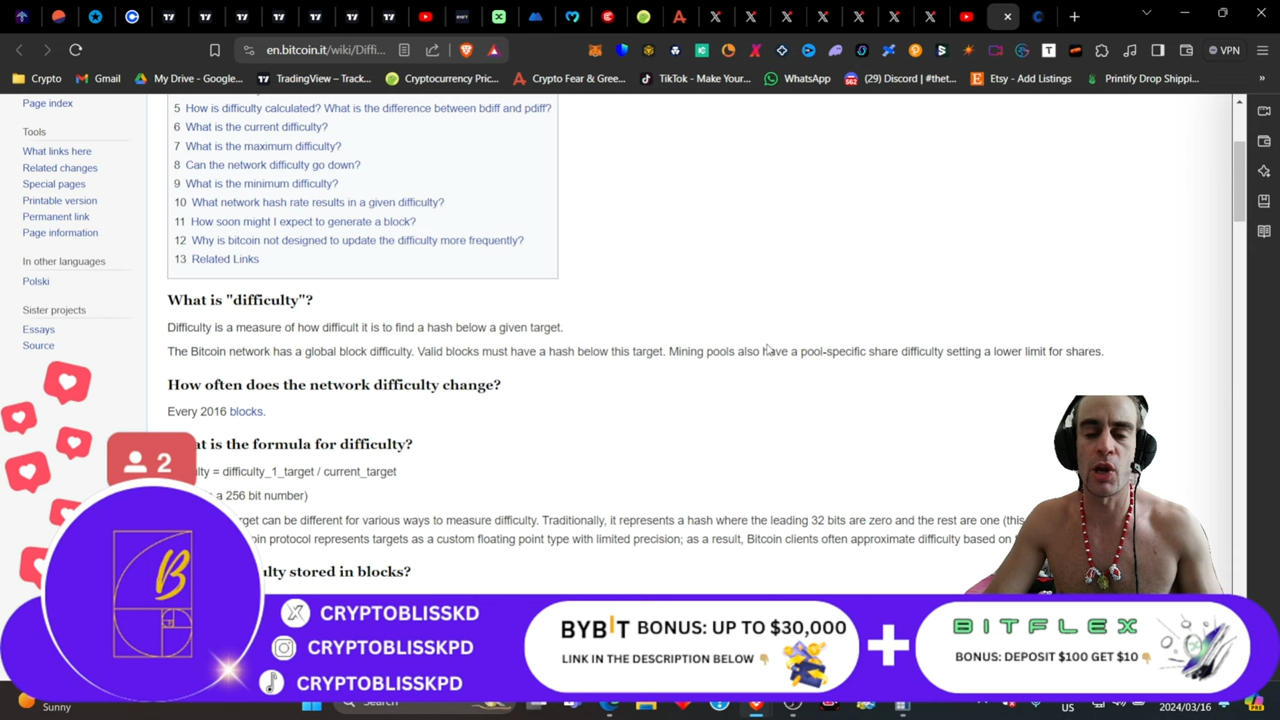 en.bitcoin.it/wiki/Diffi...
VPN
Crypto
Gmail
My Drive - Google...
TradingView – Track...
Cryptocurrency Pric...
Crypto Fear & Gree...
TikTok - Make Your...
WhatsApp
(29) Discord | #thet...
Etsy - Add Listings
Printify Drop Shippi...
»
Page index
Tools
What links here
Related changes
Special pages
Printable version
Permanent link
Page information
In other languages
Polski
Sister projects
Essays
Source
5 How is difficulty calculated? What is the difference between bdiff and pdiff?
6 What is the current difficulty?
7 What is the maximum difficulty?
8 Can the network difficulty go down?
9 What is the minimum difficulty?
10 What network hash rate results in a given difficulty?
11 How soon might I expect to generate a block?
12 Why is bitcoin not designed to update the difficulty more frequently?
13 Related Links
What is "difficulty"?
Difficulty is a measure of how difficult it is to find a hash below a given target.
The Bitcoin network has a global block difficulty. Valid blocks must have a hash below this target. Mining pools also have a pool-specific share difficulty setting a lower limit for shares.
How often does the network difficulty change?
Every 2016 blocks.
is the formula for difficulty?
= difficulty_1_target / current_target
a 256 bit number)
can be different for various ways to measure difficulty. Traditionally, it represents a hash where the leading 32 bits are zero and the rest are one (this
protocol represents targets as a custom floating point type with limited precision; as a result, Bitcoin clients often approximate difficulty based on
stored in blocks?
2
B
CRYPTOBLISSKD
CRYPTOBLISSKPD
CRYPTOBLISSKPD
BYBIT BONUS: UP TO $30,000
LINK IN THE DESCRIPTION BELOW
+
BITFLEX
BONUS: DEPOSIT $100 GET $10
Sunny
Search
US
2024/03/16